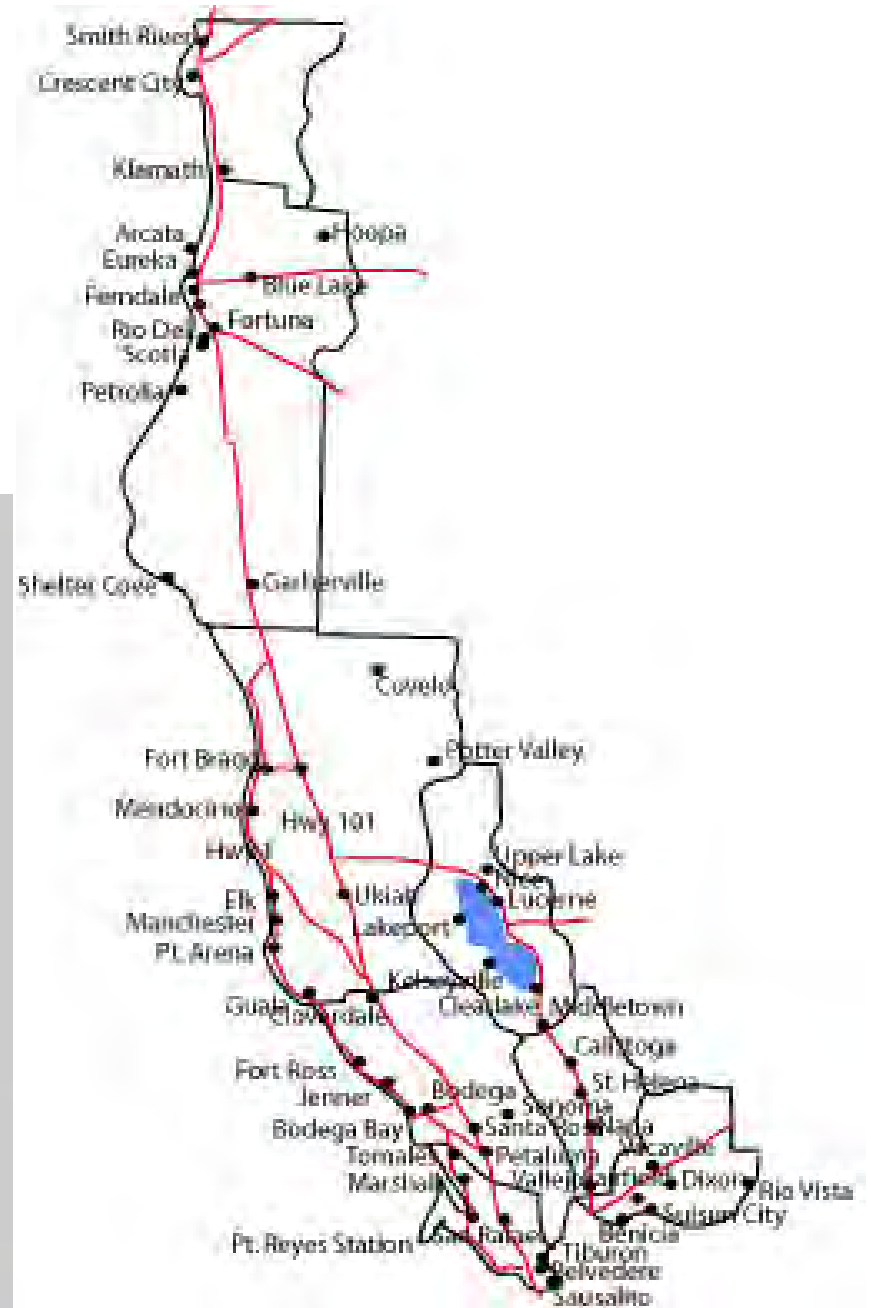 Smith River
Crescent City
Klamath
Arcata
Hoopa
Eureka
Blue Lake
Ferndale
Fortuna
Rio De
Scotia
Petrolia
Shelter Cove
Garberville
Covelo
Potter Valley
Fort Bragg
Mendocino
Hwy 101
Hwy 1
Upper Lake
Nice
Elk
Ukiah
Lucerne
Manchester
Lakeport
Pt. Arena
Kelseyville
Gualala
Cloverdale
Clearlake
Middletown
Calistoga
Fort Ross
St. Helena
Jenner
Bodega
Sonoma
Bodega Bay
Santa Rosa
Napa
Tomales
Petaluma
Vacaville
Marshall
Vallejo
Fairfield
Dixon
Rio Vista
Suisun City
Pt. Reyes Station
San Rafael
Benicia
Tiburon
Belvedere
Sausalito